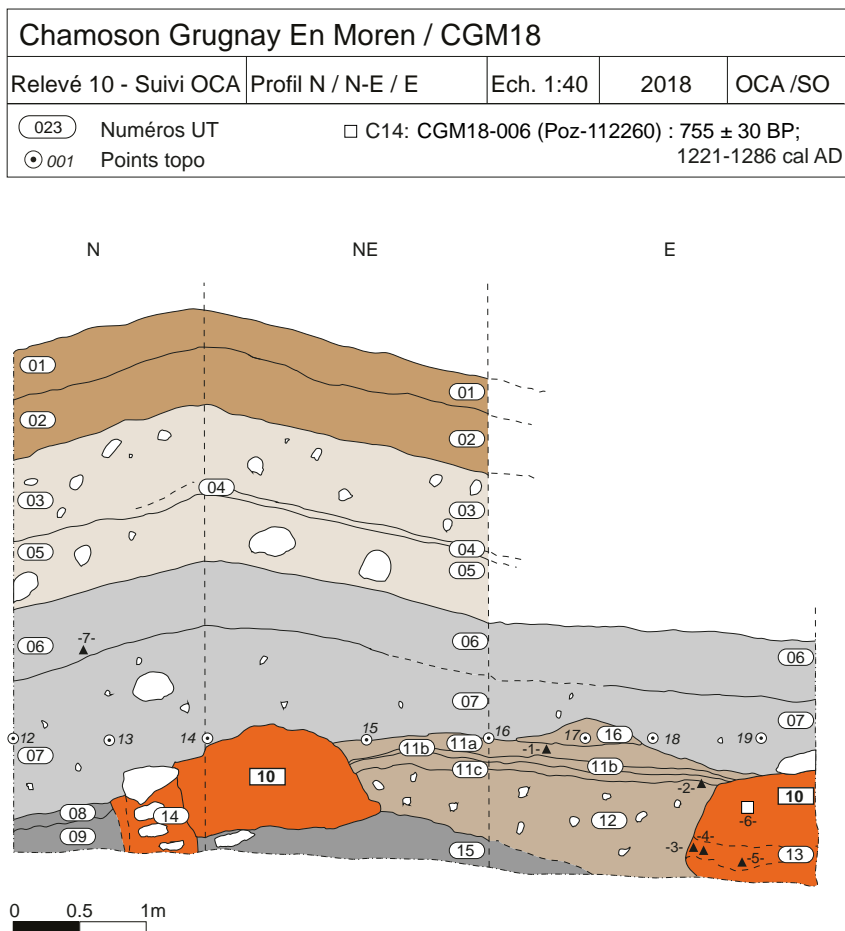 Chamoson Grugnay En Moren / CGM18
Relevé 10 - Suivi OCA Profil N / N-E / E Ech. 1:40 2018 OCA /SO
023 Numéros UT C14: CGM18-006 (Poz-112260) : 755 ± 30 BP;
001 Points topo 1221-1286 cal AD
N NE E
01
01
02
02
04
03
03
04
05
05
06
-7-
06
06
07
07
12 13 14 15 16 17 16 18 19
11a
07
11b
-1-
11c
11b
10
-2-
10
08
14
12
-6-
09
-4-
-3-
15
13
-5-
0 0.5 1m